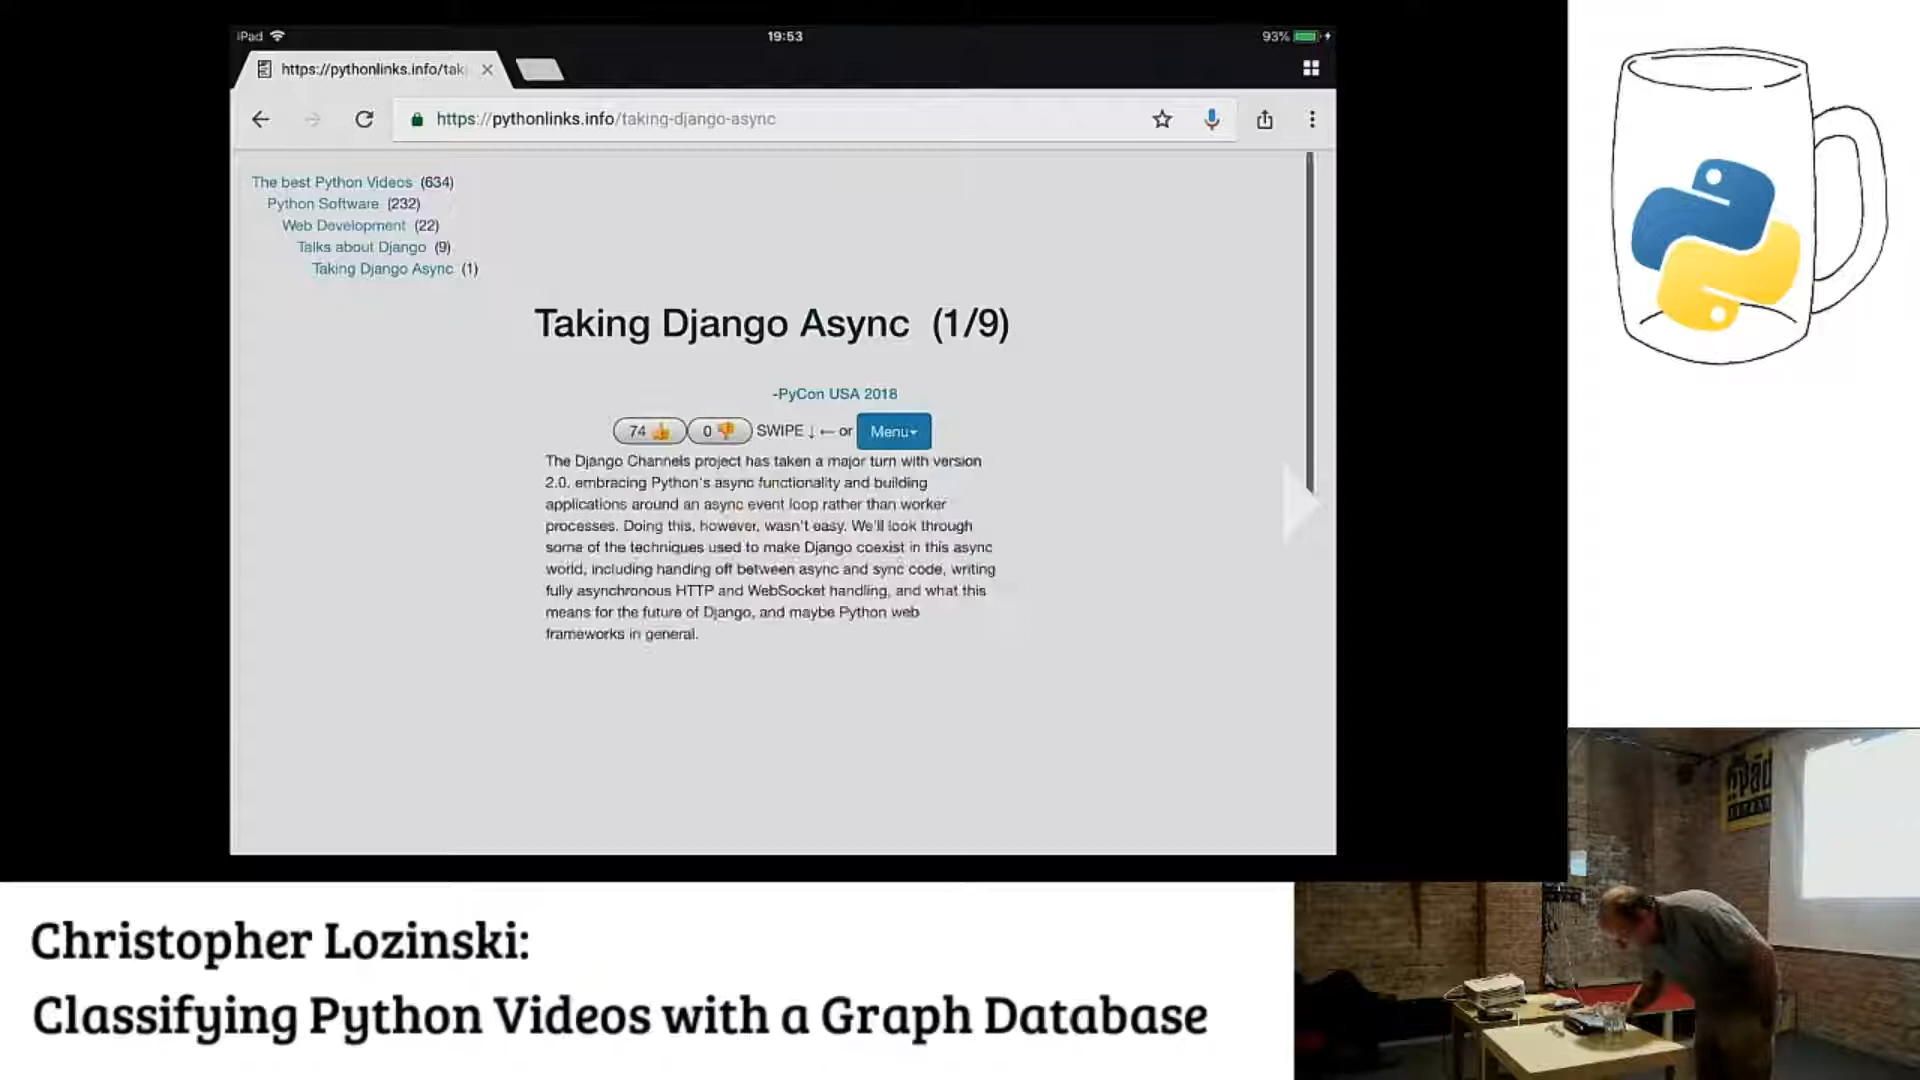 iPad
19:53
93%
https://pythonlinks.info/tak
https://pythonlinks.info/taking-django-async
The best Python Videos (634)
Python Software (232)
Web Development (22)
Talks about Django (9)
Taking Django Async (1)
Taking Django Async (1/9)
-PyCon USA 2018
74 0 SWIPE ↓ ← or Menu
The Django Channels project has taken a major turn with version
2.0, embracing Python's async functionality and building
applications around an async event loop rather than worker
processes. Doing this, however, wasn't easy. We'll look through
some of the techniques used to make Django coexist in this async
world, including handing off between async and sync code, writing
fully asynchronous HTTP and WebSocket handling, and what this
means for the future of Django, and maybe Python web
frameworks in general.
Christopher Lozinski:
Classifying Python Videos with a Graph Database